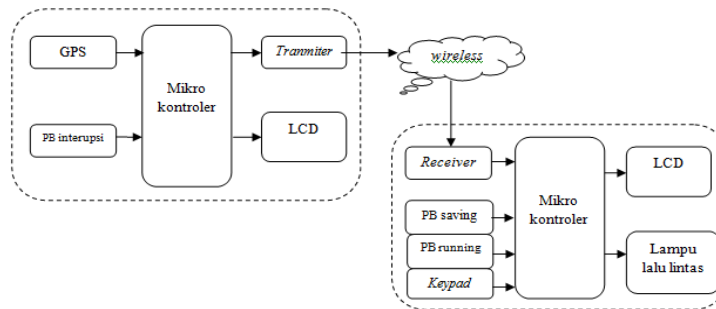 GPS
Tranmiter
wireless
Mikro
kontroler
PB interupsi
LCD
Receiver
LCD
PB saving
Mikro
kontroler
PB running
Lampu
lalu lintas
Keypad